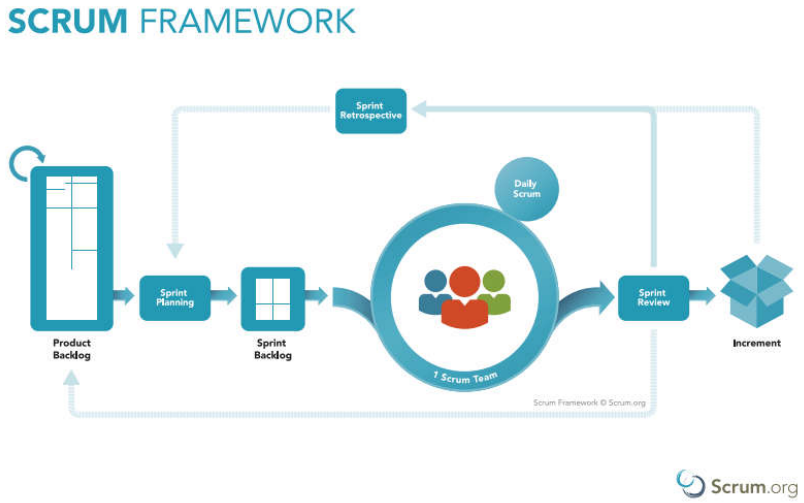 SCRUM FRAMEWORK
Sprint
Retrospective
Daily
Scrum
Sprint
Planning
Sprint
Review
Product
Backlog
Sprint
Backlog
1 Scrum Team
Increment
Scrum Framework © Scrum.org
Scrum.org